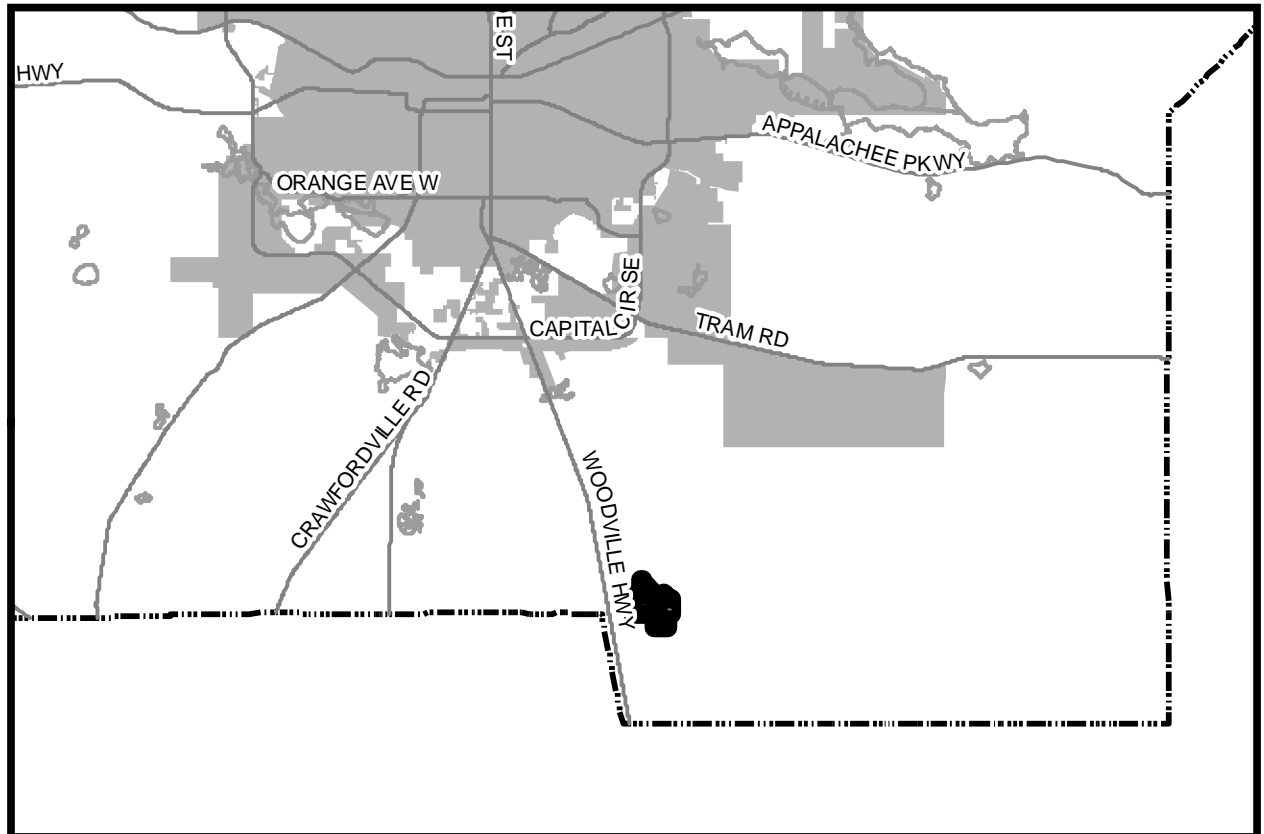 E ST
HWY
APPALACHEE PKWY
ORANGE AVE W
CAPITAL CIR SE
TRAM RD
CRAWFORDVILLE RD
WOODVILLE HWY